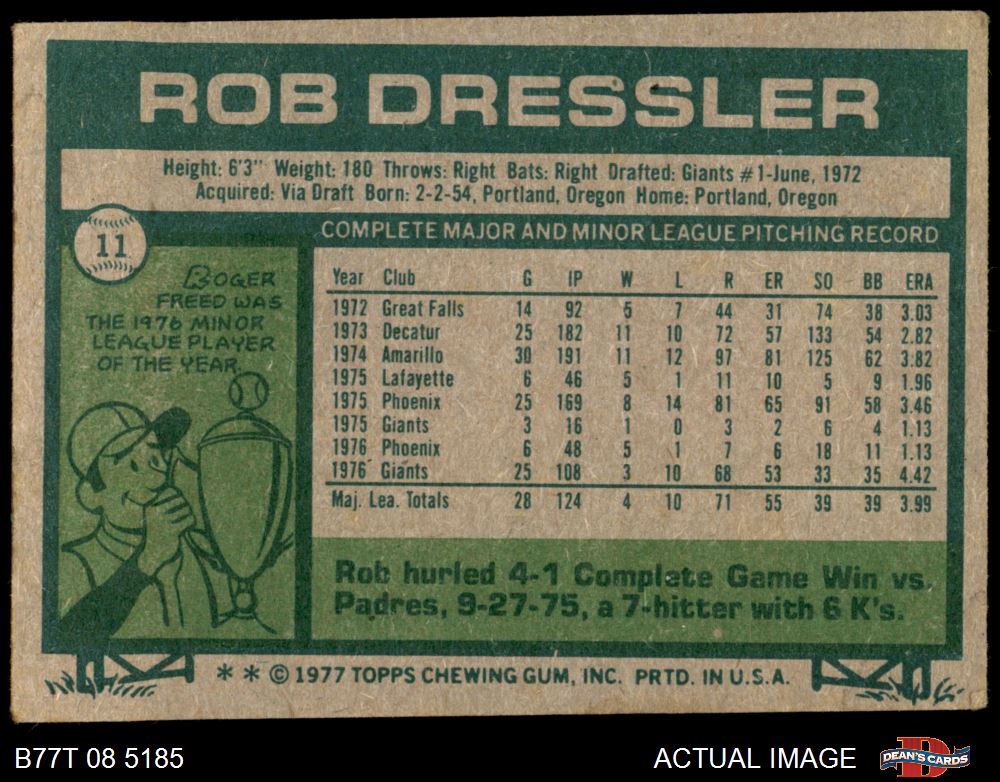 ROB DRESSLER
Height: 6'3" Weight: 180 Throws: Right Bats: Right Drafted: Giants #1-June, 1972
Acquired: Via Draft Born: 2-2-54, Portland, Oregon Home: Portland, Oregon
11
ROGER
FREED WAS
THE 1976 MINOR
LEAGUE PLAYER
OF THE YEAR.
COMPLETE MAJOR AND MINOR LEAGUE PITCHING RECORD
Year Club G IP W L R ER SO BB ERA
1972 Great Falls 14 92 5 7 44 31 74 38 3.03
1973 Decatur 25 182 11 10 72 57 133 54 2.82
1974 Amarillo 30 191 11 12 97 81 125 62 3.82
1975 Lafayette 6 46 5 1 11 10 5 9 1.96
1975 Phoenix 25 169 8 14 81 65 91 58 3.46
1975 Giants 3 16 1 0 3 2 6 4 1.13
1976 Phoenix 6 48 5 1 7 6 18 11 1.13
1976 Giants 25 108 3 10 68 53 33 35 4.42
Maj. Lea. Totals 28 124 4 10 71 55 39 39 3.99
Rob hurled 4-1 Complete Game Win vs.
Padres, 9-27-75, a 7-hitter with 6 K's.
* * © 1977 TOPPS CHEWING GUM, INC. PRTD. IN U.S.A.
B77T 08 5185
ACTUAL IMAGE
DEAN'S CARDS